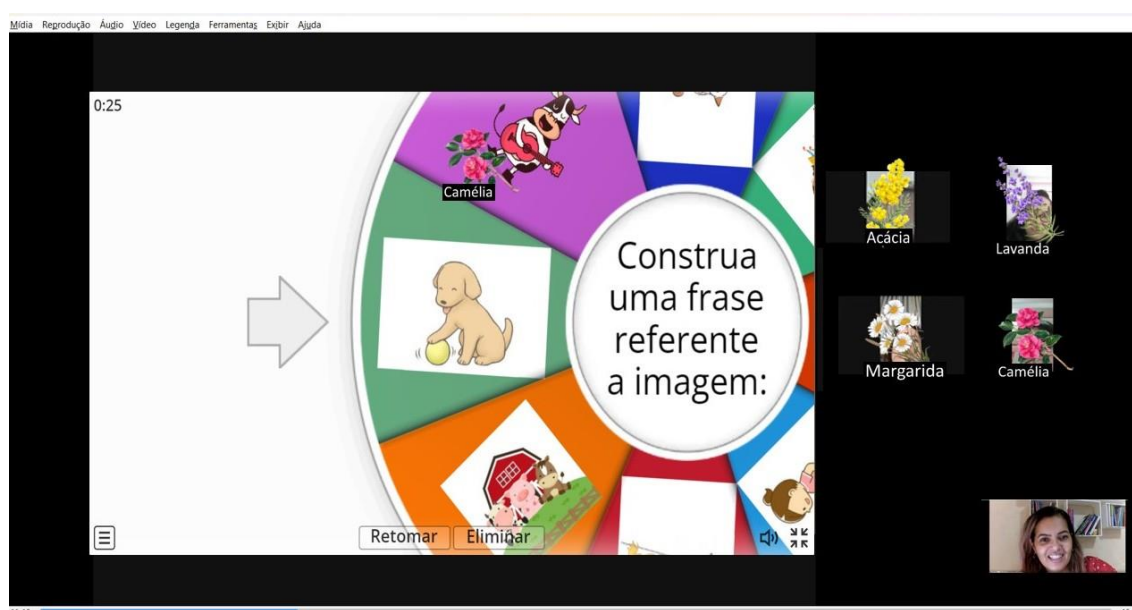 Mídia Reprodução Áudio Vídeo Legenda Ferramentas Exibir Ajuda
0:25
Camélia
Construa
uma frase
referente
a imagem:
Retomar Eliminar
Acácia
Lavanda
Margarida
Camélia